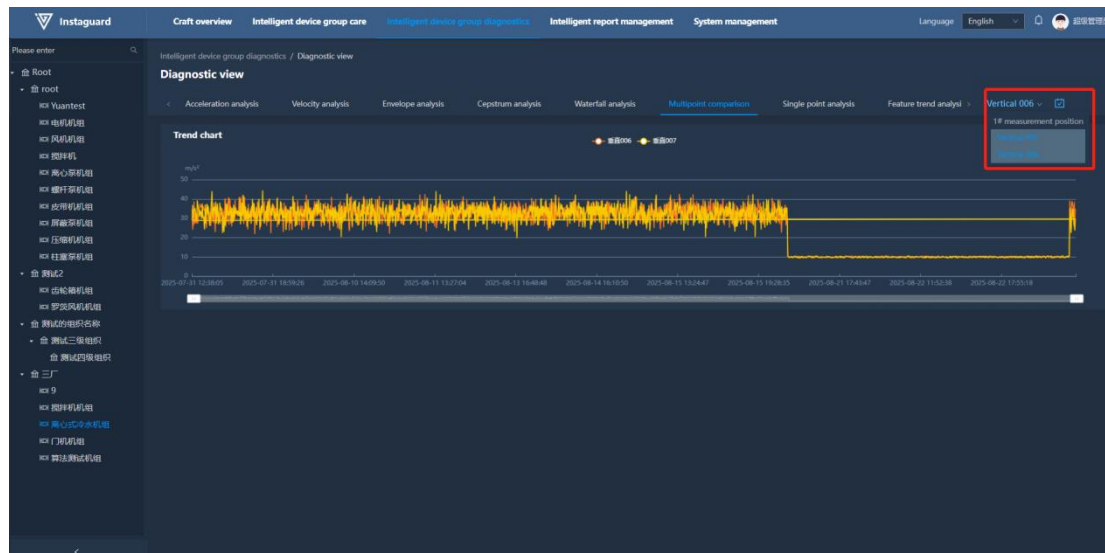 Instaguard
Craft overview
Intelligent device group care
Intelligent device group diagnostics
Intelligent report management
System management
Language
English
超级管理员
Please enter
Root
root
Yuantest
电机机组
风机机组
搅拌机
离心泵机组
螺杆泵机组
皮带机机组
屏蔽泵机组
压缩机机组
柱塞泵机组
测试2
齿轮箱机组
罗茨风机机组
测试的组织名称
测试三级组织
测试四级组织
三厂
9
搅拌机机组
离心式冷水机组
门机机组
算法测试机组
Intelligent device group diagnostics / Diagnostic view
Diagnostic view
Acceleration analysis
Velocity analysis
Envelope analysis
Cepstrum analysis
Waterfall analysis
Multipoint comparison
Single point analysis
Feature trend analysi
Vertical 006
1# measurement position
Trend chart
垂直006
垂直007
m/s²
50
40
30
20
10
0
2025-07-31 12:38:05
2025-07-31 18:59:26
2025-08-10 14:09:50
2025-08-11 13:27:04
2025-08-13 16:48:48
2025-08-14 16:10:50
2025-08-15 13:24:47
2025-08-15 19:28:35
2025-08-21 17:43:47
2025-08-22 11:52:38
2025-08-22 17:55:18